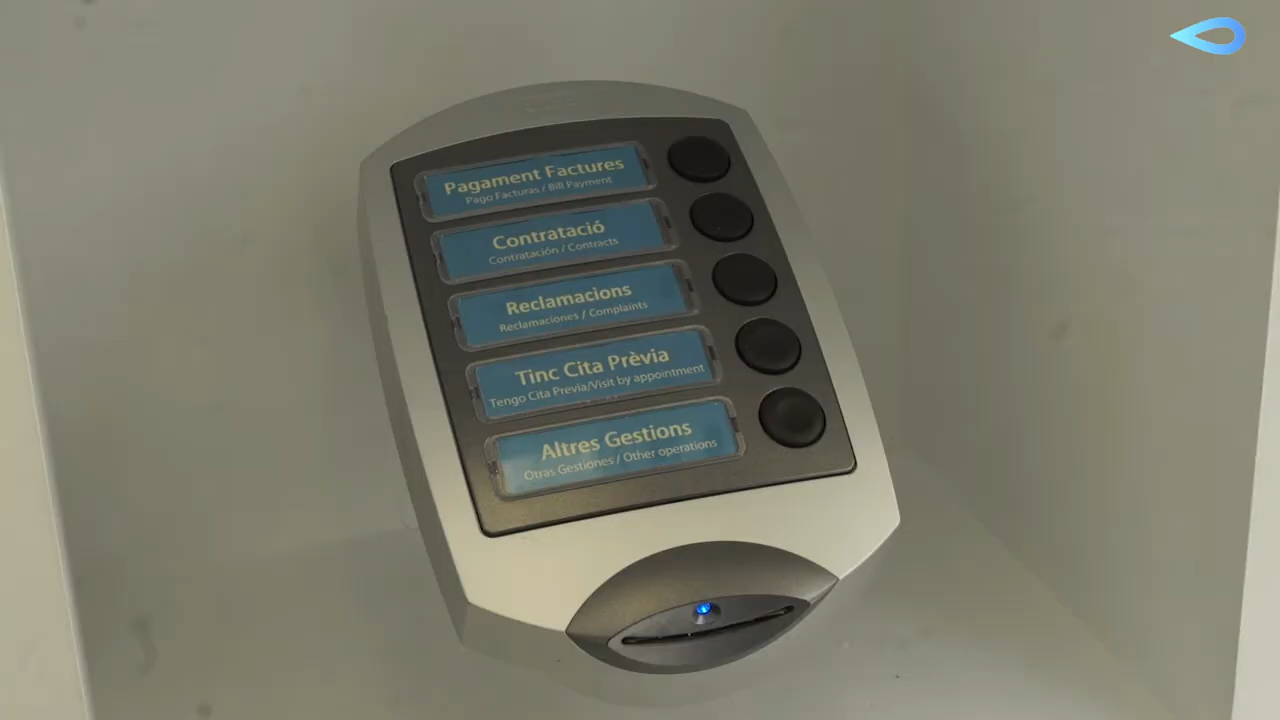 Pagament Factures
Pago Facturas / Bill Payment
Contratació
Contratación / Contracts
Reclamacions
Reclamaciones / Complaints
Tinc Cita Prèvia
Tengo Cita Previa/Visit by appointment
Altres Gestions
Otras Gestiones / Other operations